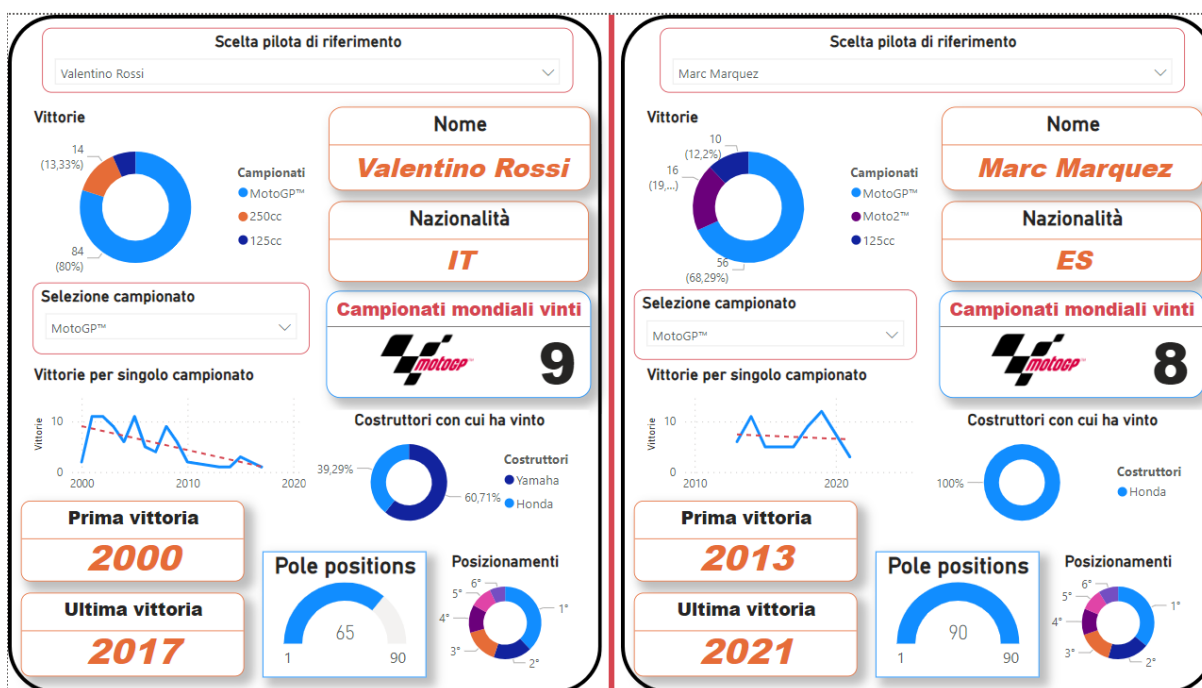 Scelta pilota di riferimento
Valentino Rossi
Vittorie
14
(13,33%)
84
(80%)
Campionati
MotoGP™
250cc
125cc
Nome
Valentino Rossi
Nazionalità
IT
Selezione campionato
MotoGP™
Campionati mondiali vinti
MotoGP™
9
Vittorie per singolo campionato
Vittorie
10
0
2000
2010
2020
Costruttori con cui ha vinto
39,29%
60,71%
Costruttori
Yamaha
Honda
Prima vittoria
2000
Ultima vittoria
2017
Pole positions
65
1
90
Posizionamenti
6°
5°
4°
3°
2°
1°
Scelta pilota di riferimento
Marc Marquez
Vittorie
10
(12,2%)
16
(19,...)
56
(68,29%)
Campionati
MotoGP™
Moto2™
125cc
Nome
Marc Marquez
Nazionalità
ES
Selezione campionato
MotoGP™
Campionati mondiali vinti
MotoGP™
8
Vittorie per singolo campionato
Vittorie
10
0
2010
2020
Costruttori con cui ha vinto
100%
Costruttori
Honda
Prima vittoria
2013
Ultima vittoria
2021
Pole positions
90
1
90
Posizionamenti
6°
5°
4°
3°
2°
1°